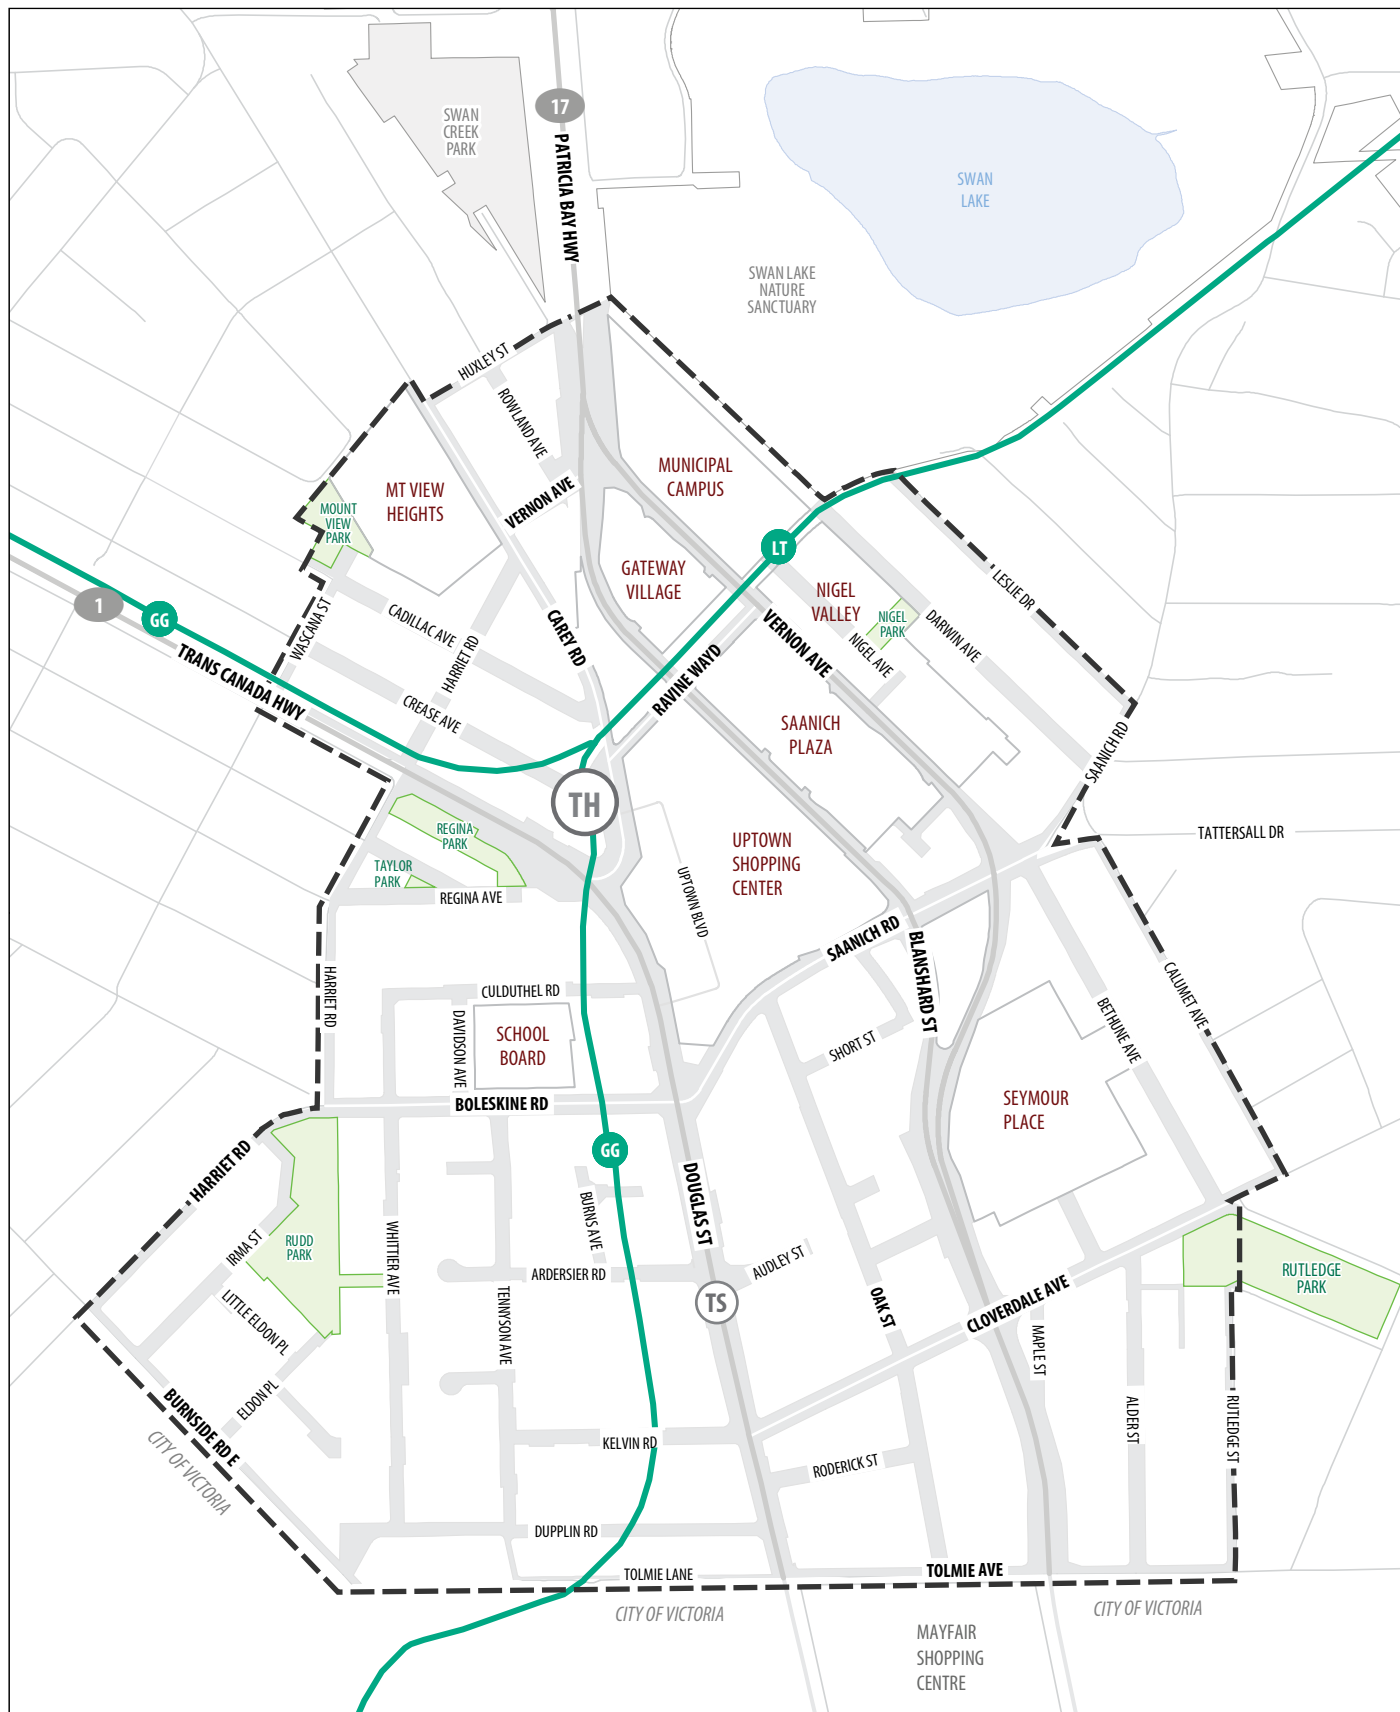 17
SWAN
CREEK
PARK
PATRICIA BAY HWY
SWAN
LAKE
SWAN LAKE
NATURE
SANCTUARY
HUXLEY ST
ROWLAND AVE
MUNICIPAL
CAMPUS
MT VIEW
HEIGHTS
VERNON AVE
MOUNT
VIEW
PARK
LT
GATEWAY
VILLAGE
NIGEL
VALLEY
NIGEL
PARK
LESLIE DR
1
GG
WASCANA ST
CADILLAC AVE
HARRIET RD
CAREY RD
VERNON AVE
NIGEL AVE
DARWIN AVE
TRANS CANADA HWY
CREASE AVE
RAVINE WAYD
SAANICH
PLAZA
SAANICH RD
TH
REGINA
PARK
TAYLOR
PARK
REGINA AVE
UPTOWN
SHOPPING
CENTER
UPTOWN BLVD
TATTERSALL DR
SAANICH RD
BLANSHARD ST
HARRIET RD
CULDUTHEL RD
DAVIDSON AVE
SCHOOL
BOARD
SHORT ST
BETHUNE AVE
CALUMET AVE
BOLESKINE RD
SEYMOUR
PLACE
HARRIET RD
GG
DOUGLAS ST
BURNS AVE
IRMA ST
RUDD
PARK
WHITTIER AVE
ARDERSIER RD
AUDLEY ST
RUTLEDGE
PARK
TENNYSON AVE
TS
OAK ST
CLOVERDALE AVE
LITTLE ELDON PL
MAPLE ST
ELDON PL
BURNSIDE RD E
CITY OF VICTORIA
ALDER ST
RUTLEDGE ST
KELVIN RD
RODERICK ST
DUPPLIN RD
TOLMIE LANE
TOLMIE AVE
CITY OF VICTORIA
CITY OF VICTORIA
MAYFAIR
SHOPPING
CENTRE